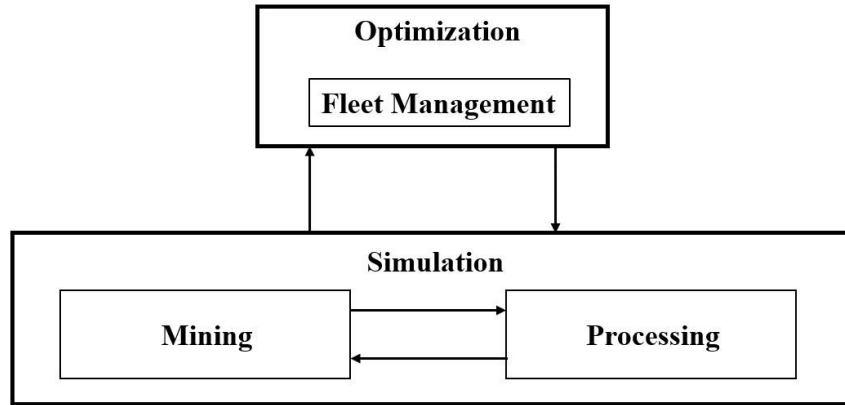 Optimization
Fleet Management
Simulation
Mining
Processing